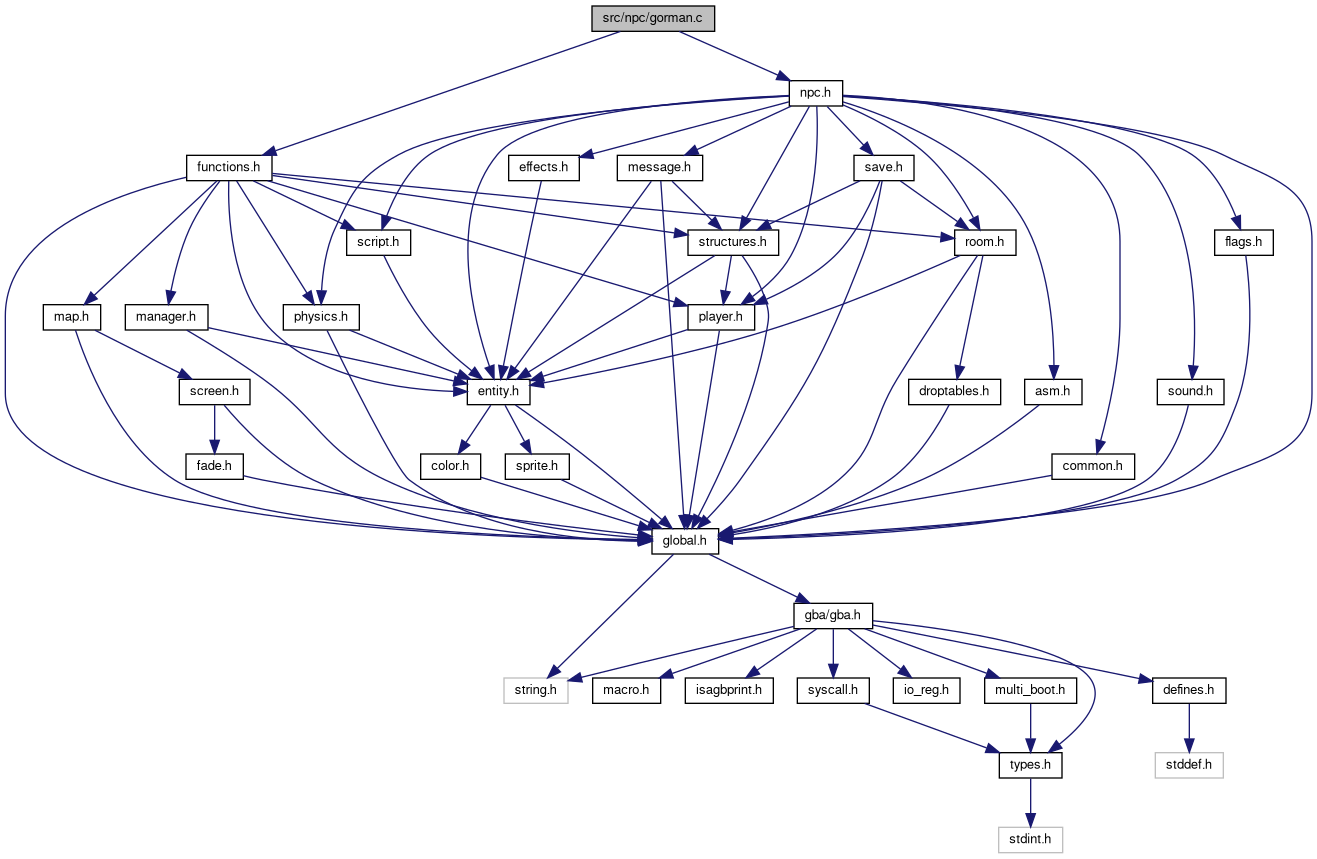 src/npc/gorman.c
npc.h
functions.h
effects.h
message.h
save.h
script.h
structures.h
room.h
flags.h
map.h
manager.h
physics.h
player.h
screen.h
entity.h
droptables.h
asm.h
sound.h
fade.h
color.h
sprite.h
common.h
global.h
gba/gba.h
string.h
macro.h
isagbprint.h
syscall.h
io_reg.h
multi_boot.h
defines.h
types.h
stddef.h
stdint.h